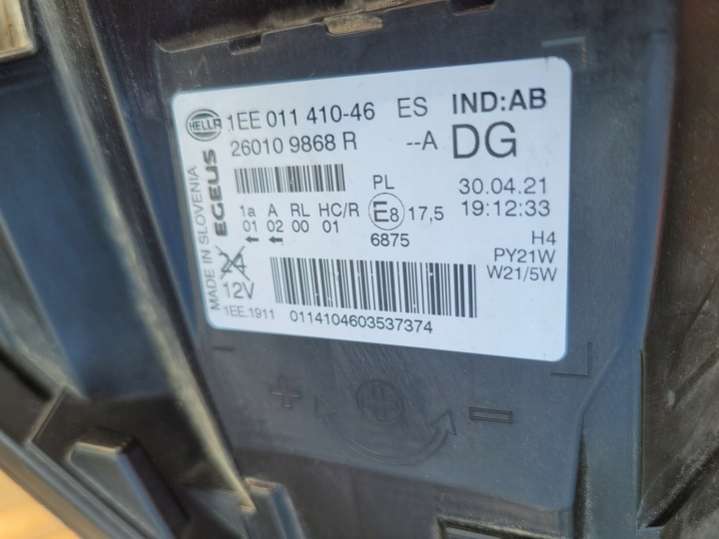 HELLA
1EE 011 410-46 ES IND:AB
26010 9868 R --A DG
MADE IN SLOVENIA
EGEUS
PL 30.04.21
1a A RL HC/R E8 17,5 19:12:33
01 02 00 01
← ←
6875 H4
PY21W
W21/5W
24
12V
1EE.1911 0114104603537374
+ −